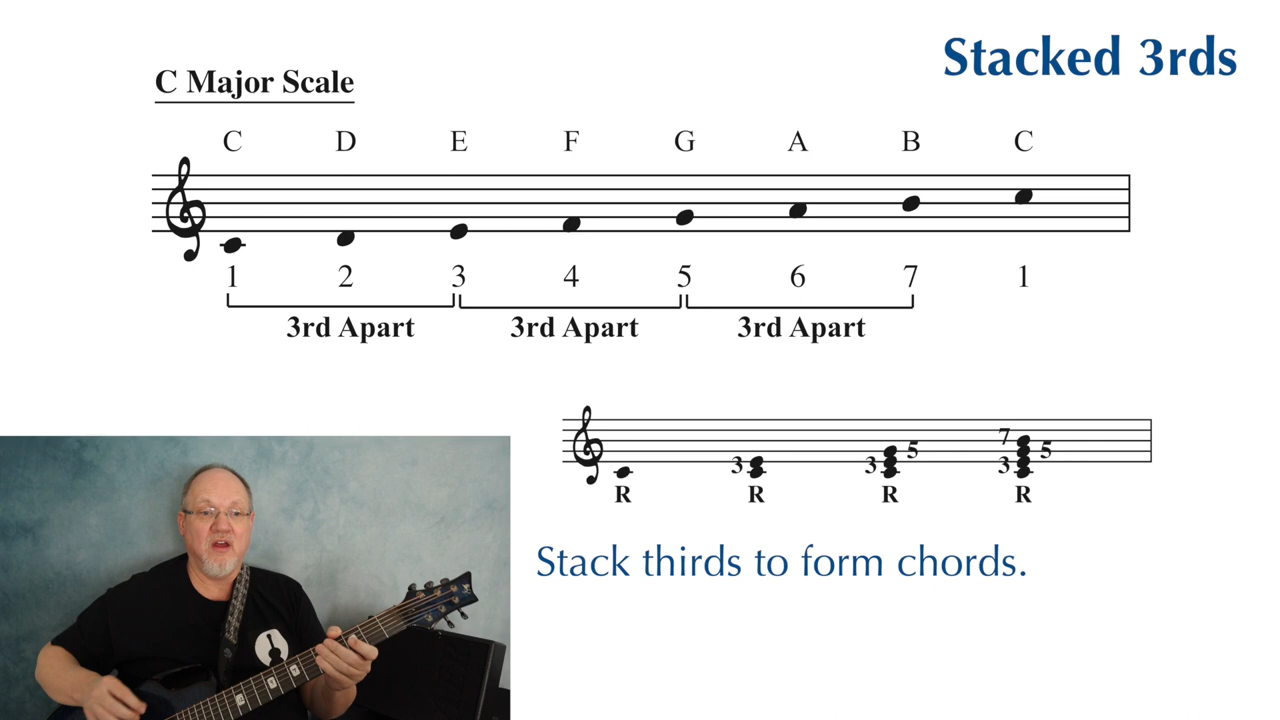 Stacked 3rds
C Major Scale
C D E F G A B C
1 2 3 4 5 6 7 1
3rd Apart 3rd Apart 3rd Apart
7
5 5
3 3 3
R R R R
Stack thirds to form chords.